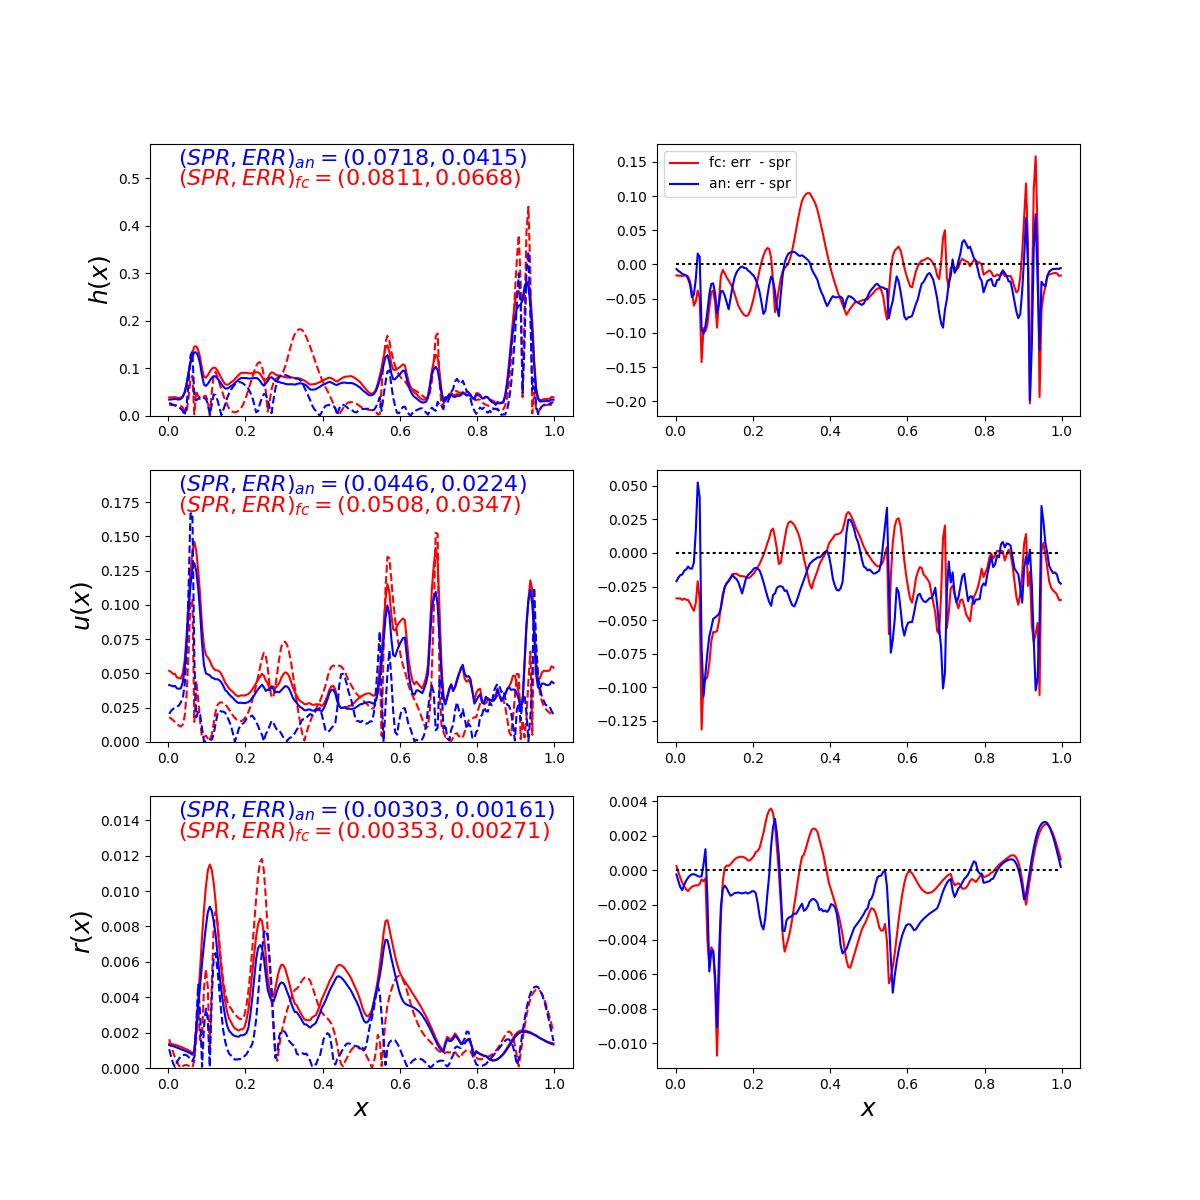 (SPR, ERR)an = (0.0718, 0.0415)
(SPR, ERR)fc = (0.0811, 0.0668)
h(x)
0.5
0.4
0.3
0.2
0.1
0.0
0.0 0.2 0.4 0.6 0.8 1.0
fc: err - spr
an: err - spr
0.15
0.10
0.05
0.00
−0.05
−0.10
−0.15
−0.20
0.0 0.2 0.4 0.6 0.8 1.0
(SPR, ERR)an = (0.0446, 0.0224)
(SPR, ERR)fc = (0.0508, 0.0347)
u(x)
0.175
0.150
0.125
0.100
0.075
0.050
0.025
0.000
0.0 0.2 0.4 0.6 0.8 1.0
0.050
0.025
0.000
−0.025
−0.050
−0.075
−0.100
−0.125
0.0 0.2 0.4 0.6 0.8 1.0
(SPR, ERR)an = (0.00303, 0.00161)
(SPR, ERR)fc = (0.00353, 0.00271)
r(x)
0.014
0.012
0.010
0.008
0.006
0.004
0.002
0.000
0.0 0.2 0.4 0.6 0.8 1.0
x
0.004
0.002
0.000
−0.002
−0.004
−0.006
−0.008
−0.010
0.0 0.2 0.4 0.6 0.8 1.0
x